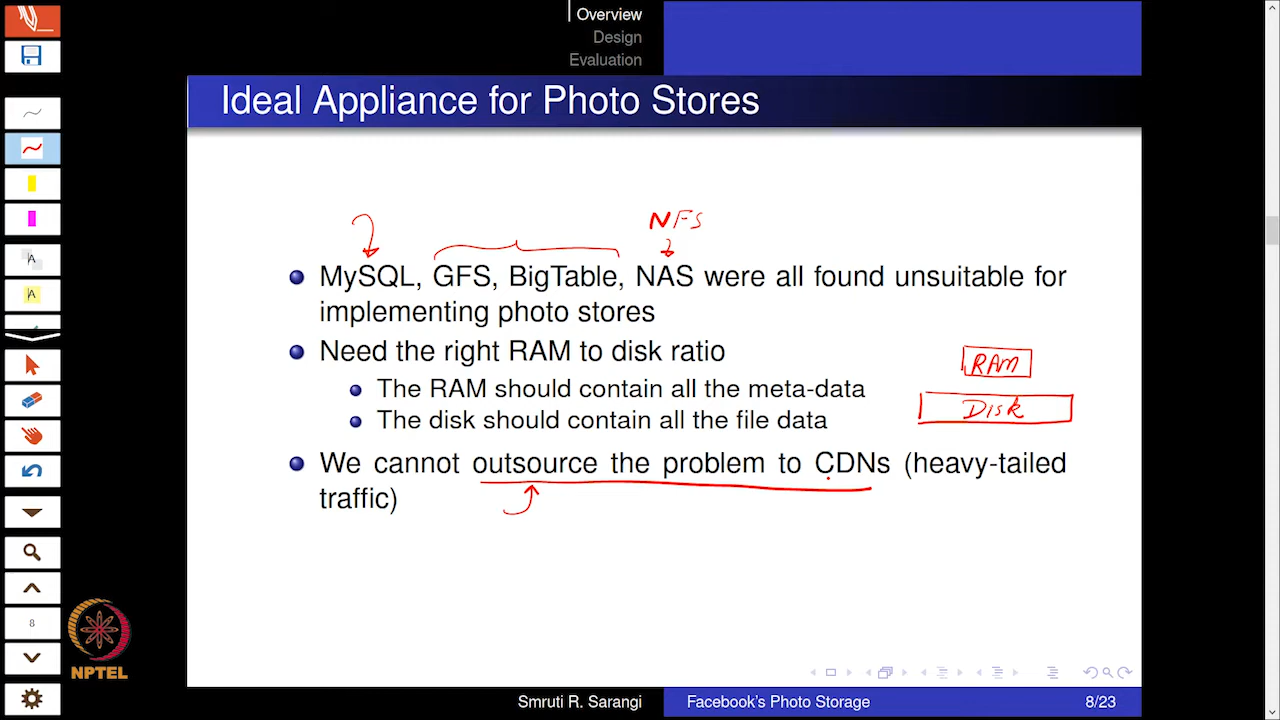 Overview
Design
Evaluation
Ideal Appliance for Photo Stores
NFS
MySQL, GFS, BigTable, NAS were all found unsuitable for
implementing photo stores
Need the right RAM to disk ratio
RAM
The RAM should contain all the meta-data
Disk
The disk should contain all the file data
We cannot outsource the problem to CDNs (heavy-tailed
traffic)
A
A
8
NPTEL
Smruti R. Sarangi
Facebook's Photo Storage
8/23